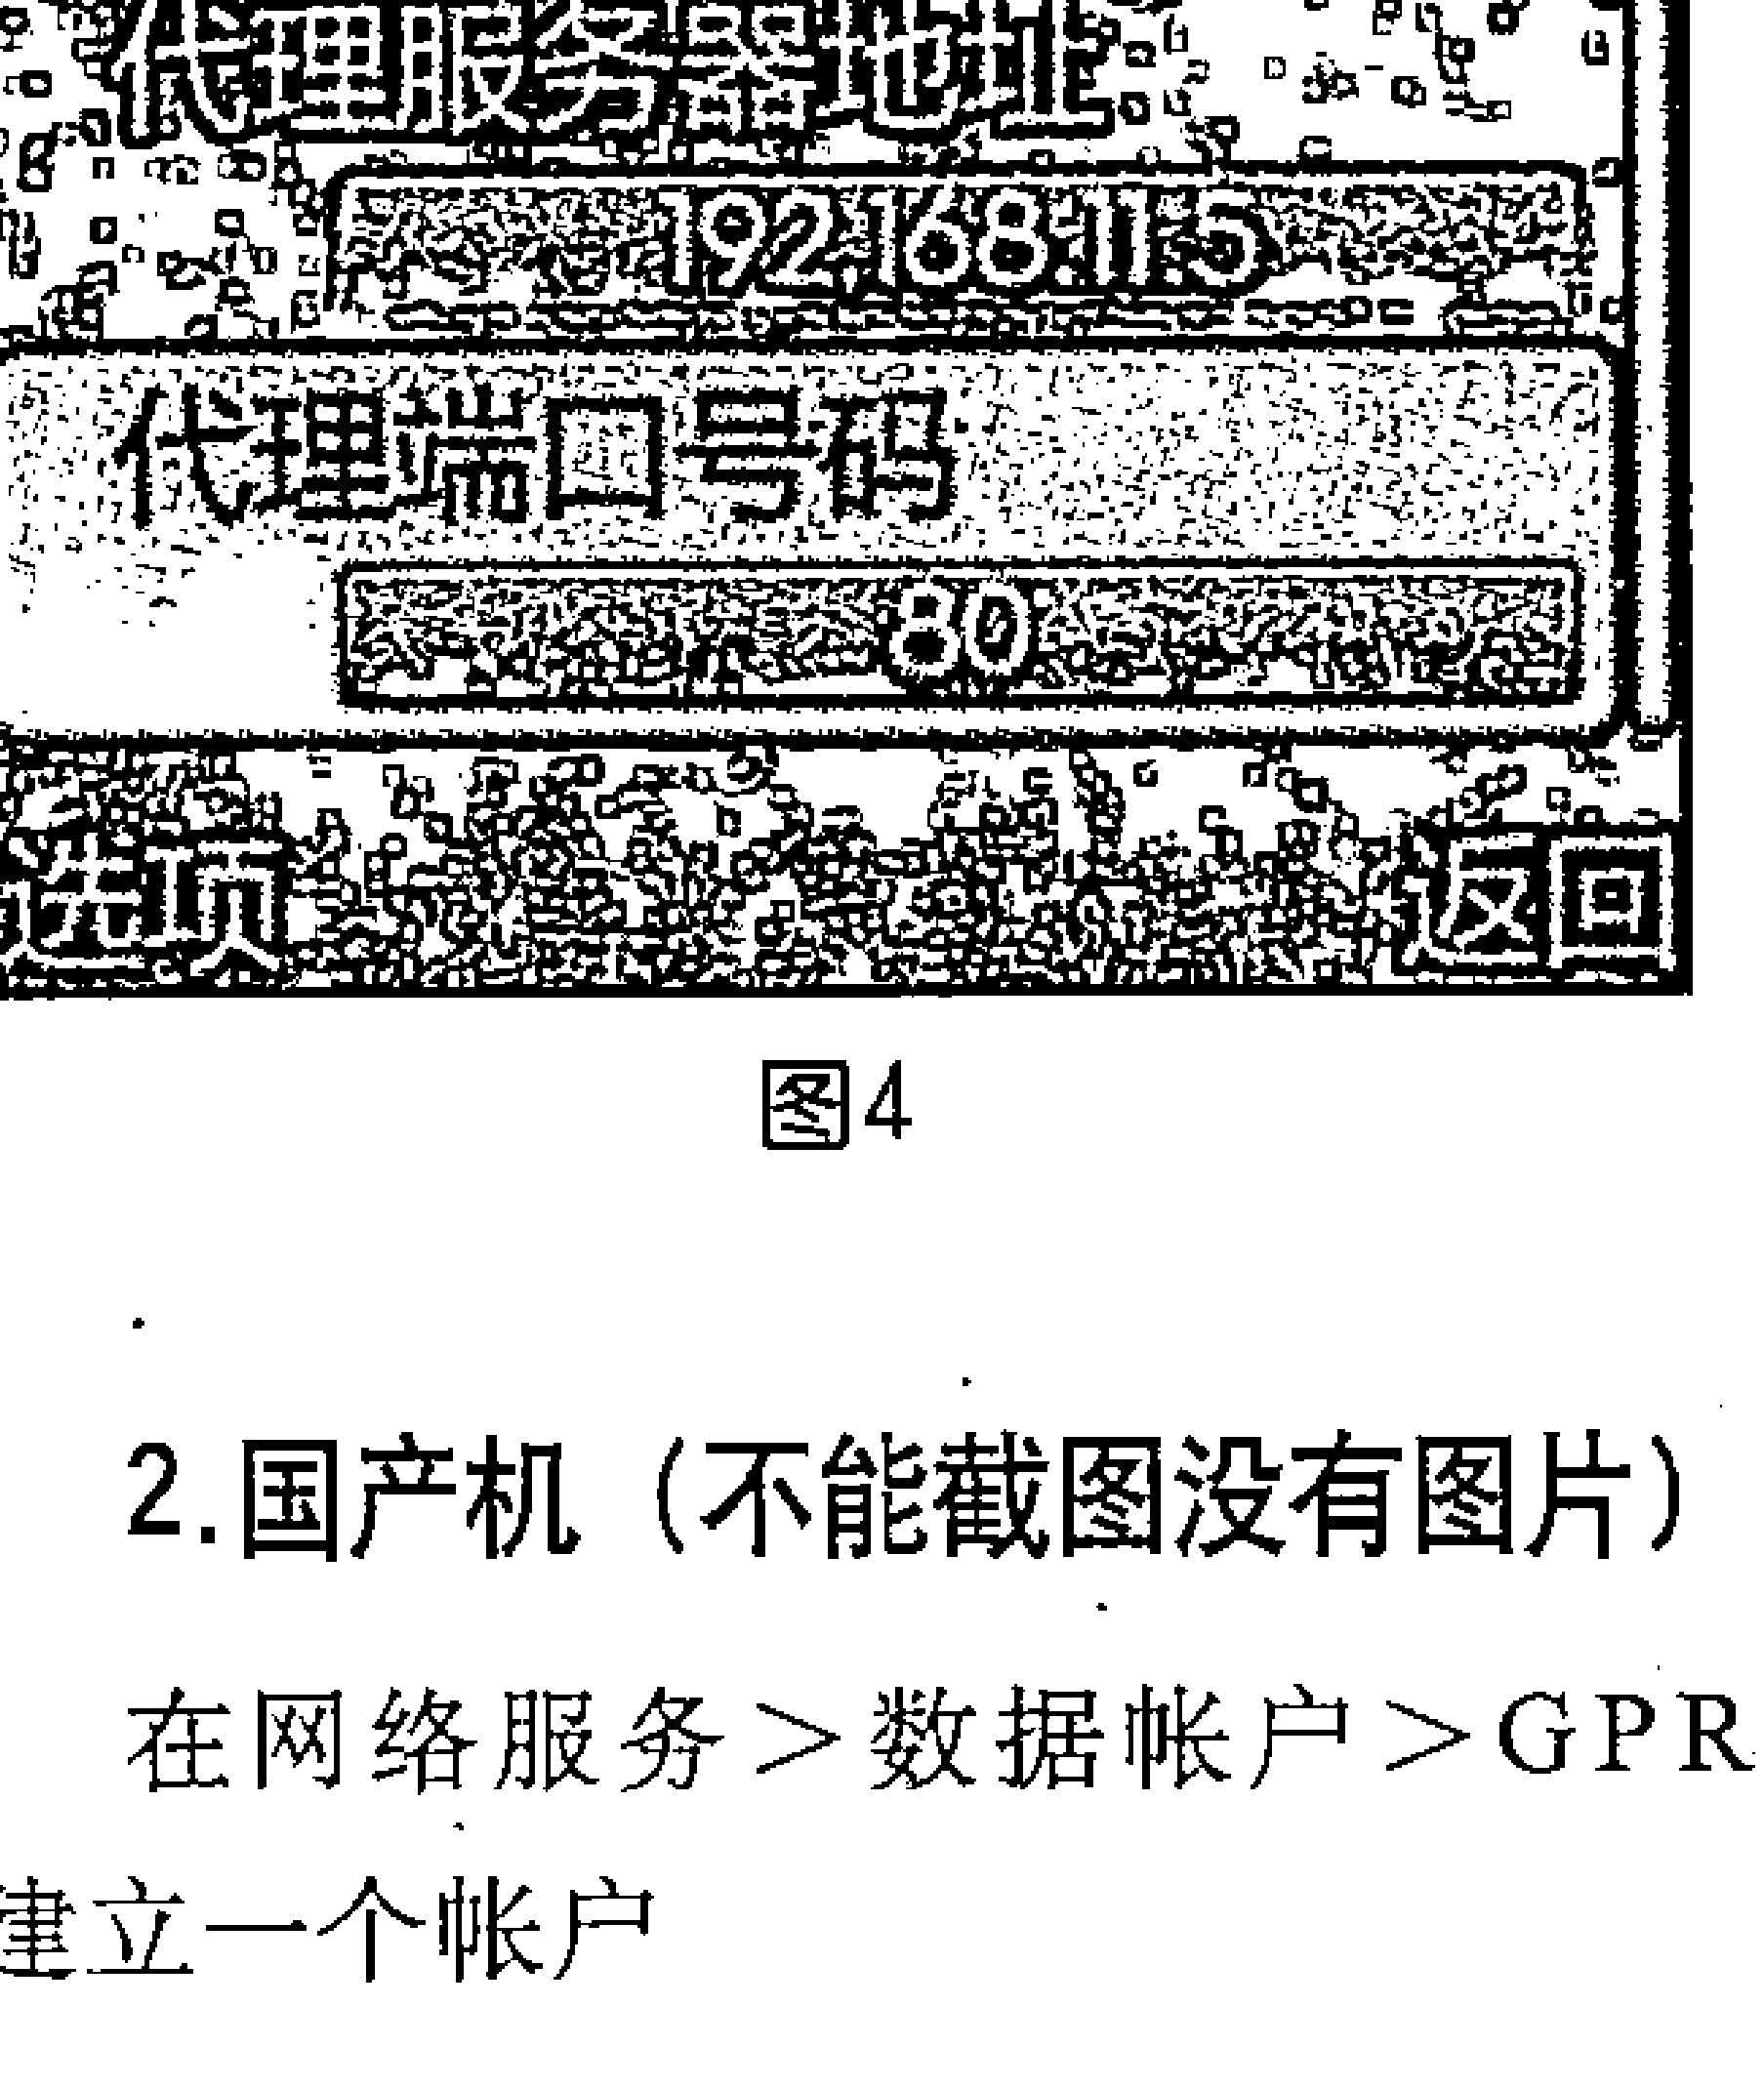 代理服务器地址
192.168.1.15
代理端口号码
80
选项 返回
图4
2.国产机（不能截图没有图片）
在网络服务>数据帐户>GPR
建立一个帐户